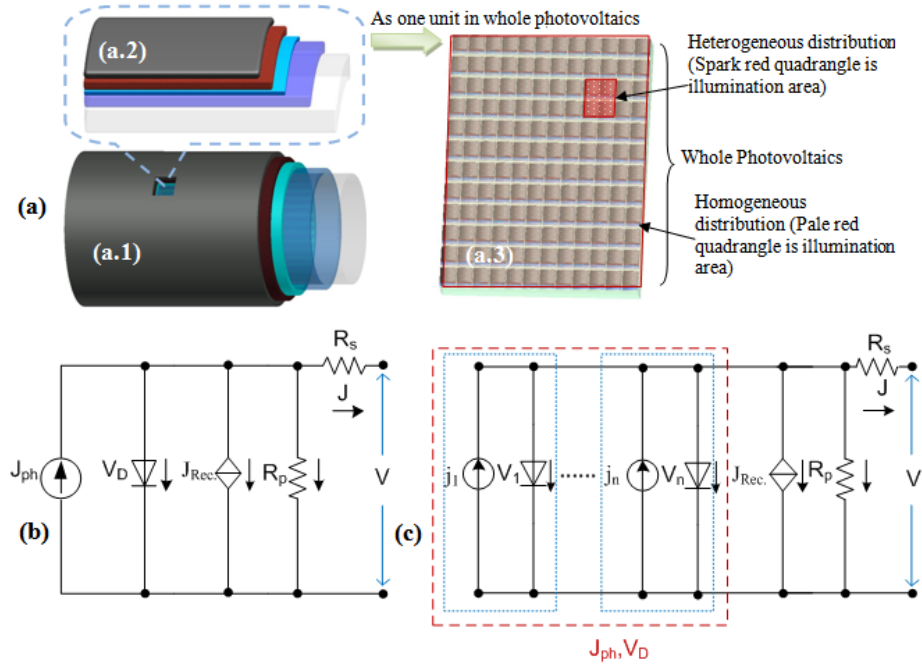 As one unit in whole photovoltaics
(a.2)
Heterogeneous distribution
(Spark red quadrangle is
illumination area)
Whole Photovoltaics
(a)
(a.1)
(a.3)
Homogeneous
distribution (Pale red
quadrangle is illumination
area)
Rs
J
Jph
VD
JRec.
Rp
V
(b)
Rs
J
j1
V1
......
jn
Vn
JRec.
Rp
V
(c)
Jph,VD